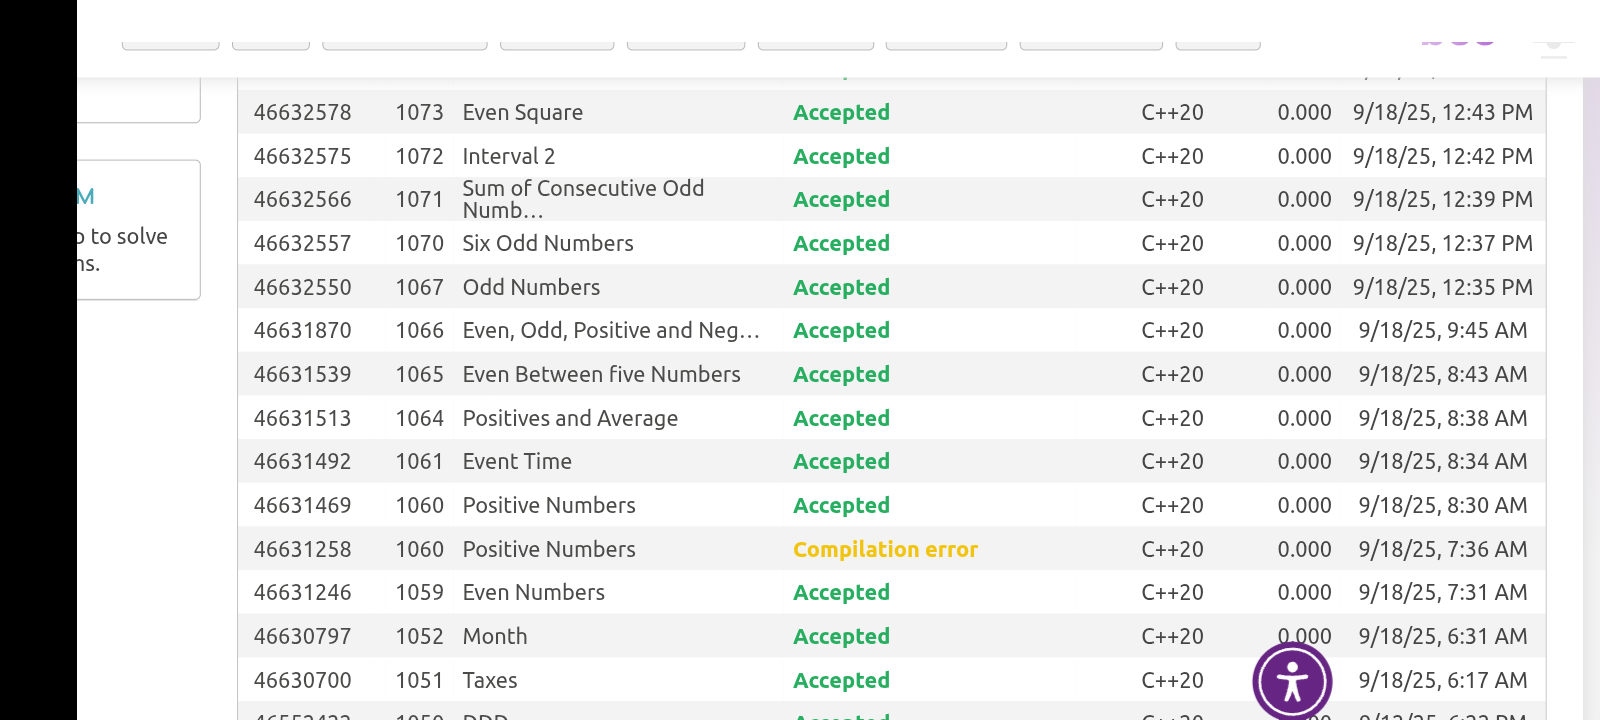 46632578 1073 Even Square Accepted C++20 0.000 9/18/25, 12:43 PM
46632575 1072 Interval 2 Accepted C++20 0.000 9/18/25, 12:42 PM
M
46632566 1071 Sum of Consecutive Odd Numb... Accepted C++20 0.000 9/18/25, 12:39 PM
to solve
46632557 1070 Six Odd Numbers Accepted C++20 0.000 9/18/25, 12:37 PM
ns.
46632550 1067 Odd Numbers Accepted C++20 0.000 9/18/25, 12:35 PM
46631870 1066 Even, Odd, Positive and Neg... Accepted C++20 0.000 9/18/25, 9:45 AM
46631539 1065 Even Between five Numbers Accepted C++20 0.000 9/18/25, 8:43 AM
46631513 1064 Positives and Average Accepted C++20 0.000 9/18/25, 8:38 AM
46631492 1061 Event Time Accepted C++20 0.000 9/18/25, 8:34 AM
46631469 1060 Positive Numbers Accepted C++20 0.000 9/18/25, 8:30 AM
46631258 1060 Positive Numbers Compilation error C++20 0.000 9/18/25, 7:36 AM
46631246 1059 Even Numbers Accepted C++20 0.000 9/18/25, 7:31 AM
46630797 1052 Month Accepted C++20 0.000 9/18/25, 6:31 AM
46630700 1051 Taxes Accepted C++20 9/18/25, 6:17 AM